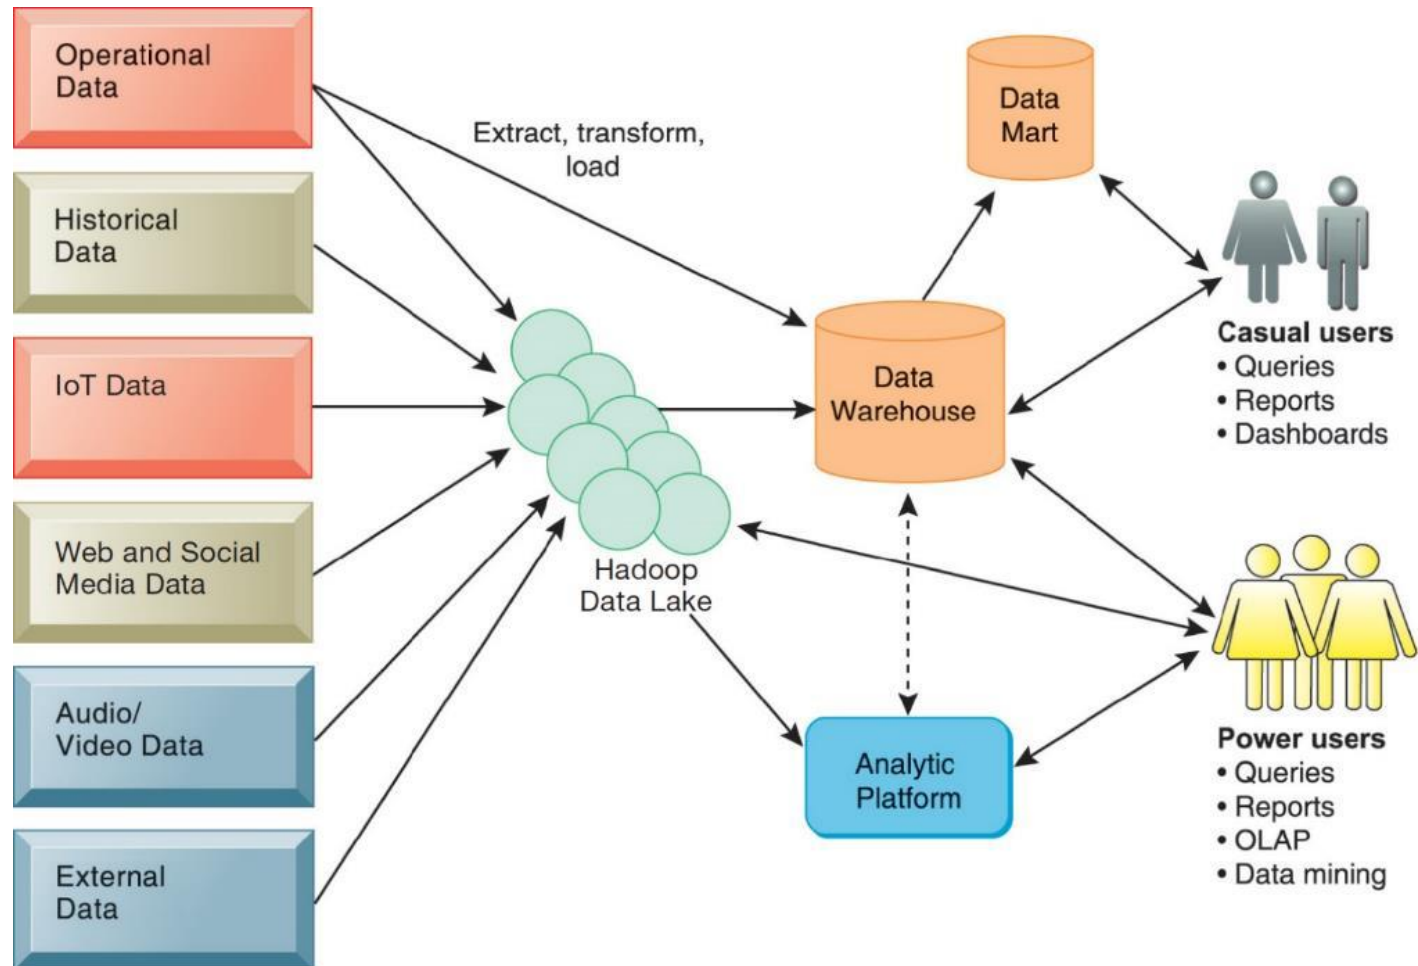 Operational
Data
Historical
Data
IoT Data
Web and Social
Media Data
Audio/
Video Data
External
Data
Extract, transform,
load
Hadoop
Data Lake
Data
Mart
Data
Warehouse
Analytic
Platform
Casual users
• Queries
• Reports
• Dashboards
Power users
• Queries
• Reports
• OLAP
• Data mining